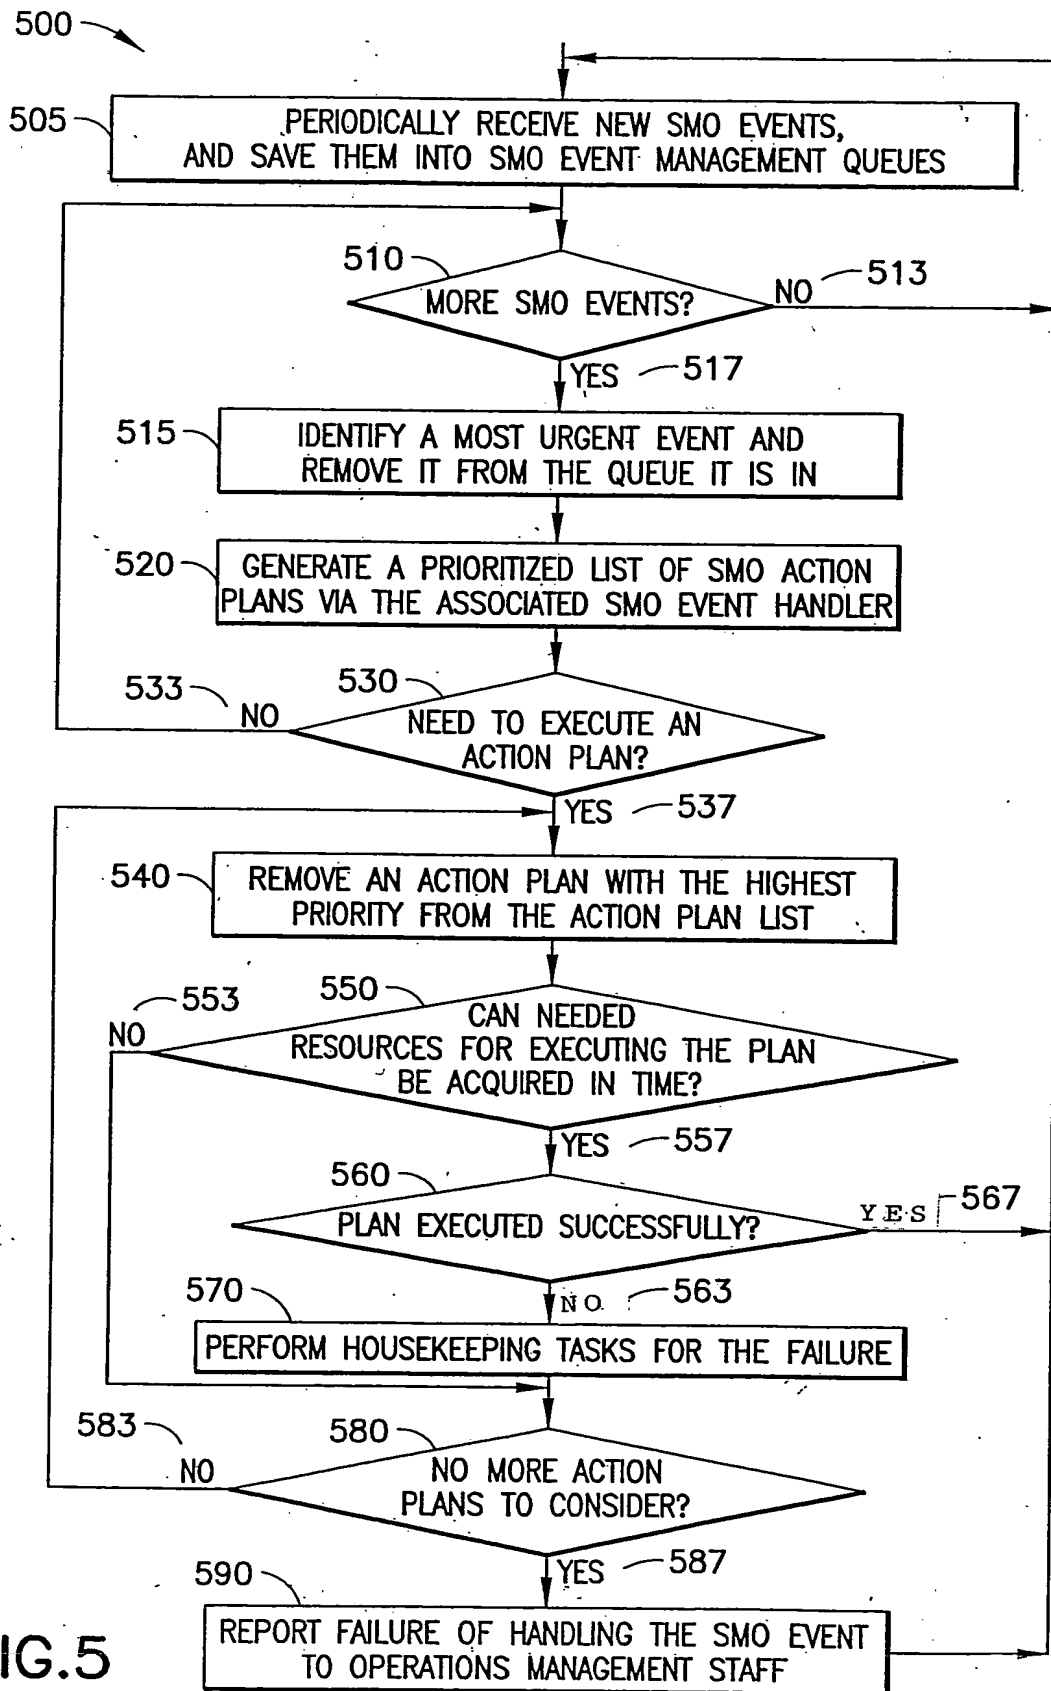 500
505
PERIODICALLY RECEIVE NEW SMO EVENTS,
AND SAVE THEM INTO SMO EVENT MANAGEMENT QUEUES
510
MORE SMO EVENTS?
NO
513
YES
517
515
IDENTIFY A MOST URGENT EVENT AND
REMOVE IT FROM THE QUEUE IT IS IN
520
GENERATE A PRIORITIZED LIST OF SMO ACTION
PLANS VIA THE ASSOCIATED SMO EVENT HANDLER
533
NO
530
NEED TO EXECUTE AN
ACTION PLAN?
YES
537
540
REMOVE AN ACTION PLAN WITH THE HIGHEST
PRIORITY FROM THE ACTION PLAN LIST
553
NO
550
CAN NEEDED
RESOURCES FOR EXECUTING THE PLAN
BE ACQUIRED IN TIME?
YES
557
560
PLAN EXECUTED SUCCESSFULLY?
YES
567
NO
563
570
PERFORM HOUSEKEEPING TASKS FOR THE FAILURE
583
NO
580
NO MORE ACTION
PLANS TO CONSIDER?
YES
587
590
REPORT FAILURE OF HANDLING THE SMO EVENT
TO OPERATIONS MANAGEMENT STAFF
IG.5